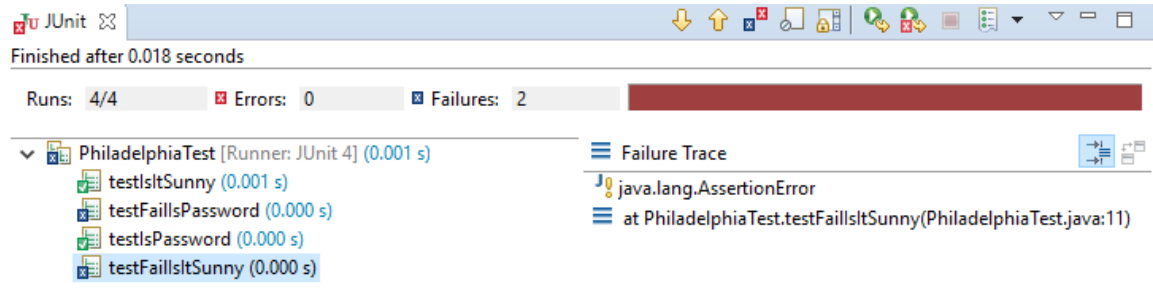 JUnit
Finished after 0.018 seconds
Runs: 4/4 Errors: 0 Failures: 2
PhiladelphiaTest [Runner: JUnit 4] (0.001 s)
testIsItSunny (0.001 s)
testFailIsPassword (0.000 s)
testIsPassword (0.000 s)
testFailIsItSunny (0.000 s)
Failure Trace
java.lang.AssertionError
at PhiladelphiaTest.testFailIsItSunny(PhiladelphiaTest.java:11)